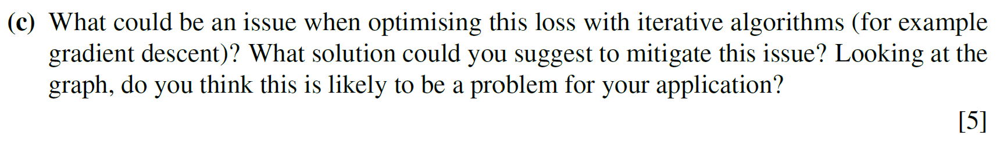 (c) What could be an issue when optimising this loss with iterative algorithms (for example
gradient descent)? What solution could you suggest to mitigate this issue? Looking at the
graph, do you think this is likely to be a problem for your application?
[5]